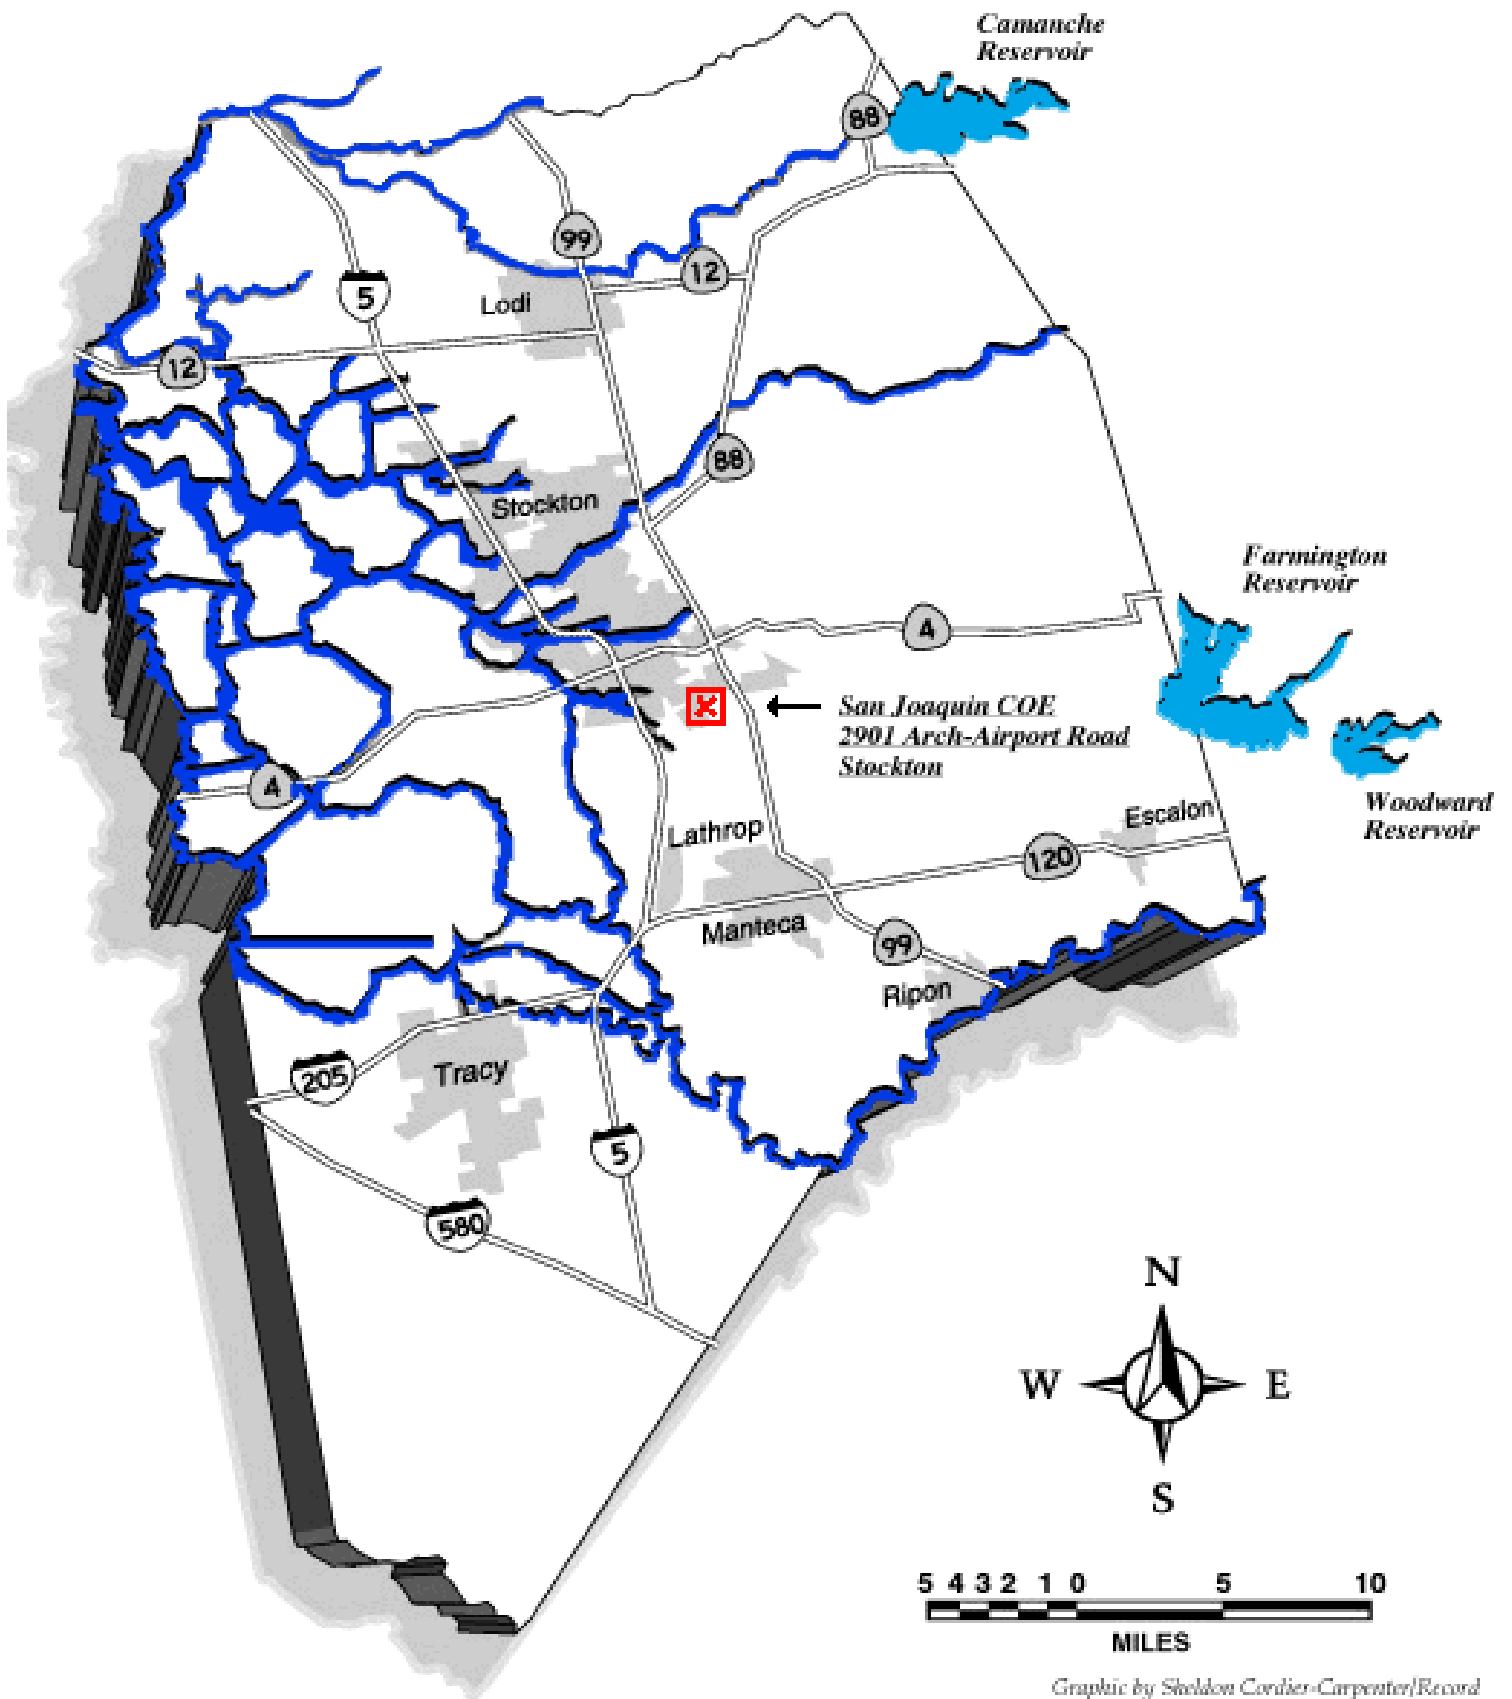 Camanche
Reservoir
88
99
12
5
Lodi
12
88
Stockton
Farmington
Reservoir
4
San Joaquin COE
2901 Arch-Airport Road
Stockton
4
Woodward
Reservoir
Escalon
Lathrop
120
Manteca
99
Ripon
205
Tracy
5
580
N
W
E
S
5 4 3 2 1 0 5 10
MILES
Graphic by Sheldon Cordier-Carpenter/Record